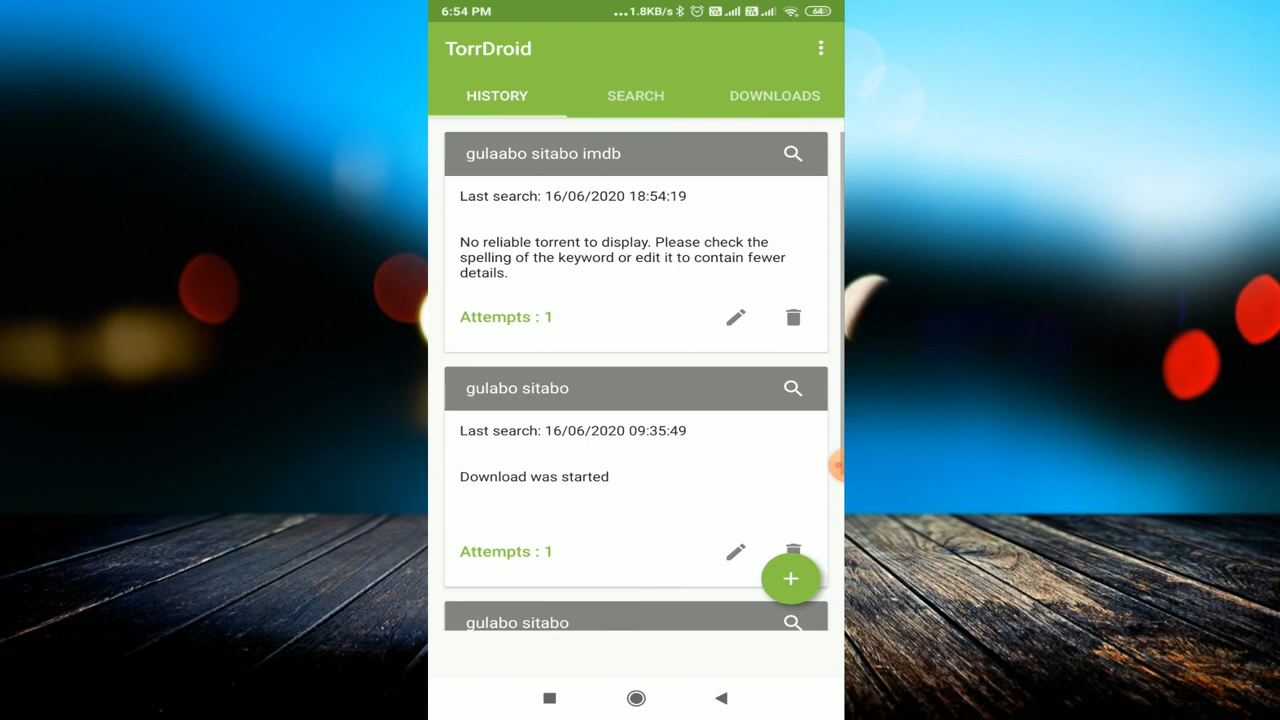 6:54 PM ...1.8KB/s 64
TorrDroid
HISTORY SEARCH DOWNLOADS
gulaabo sitabo imdb
Last search: 16/06/2020 18:54:19
No reliable torrent to display. Please check the
spelling of the keyword or edit it to contain fewer
details.
Attempts : 1
gulabo sitabo
Last search: 16/06/2020 09:35:49
Download was started
Attempts : 1
+
gulabo sitabo